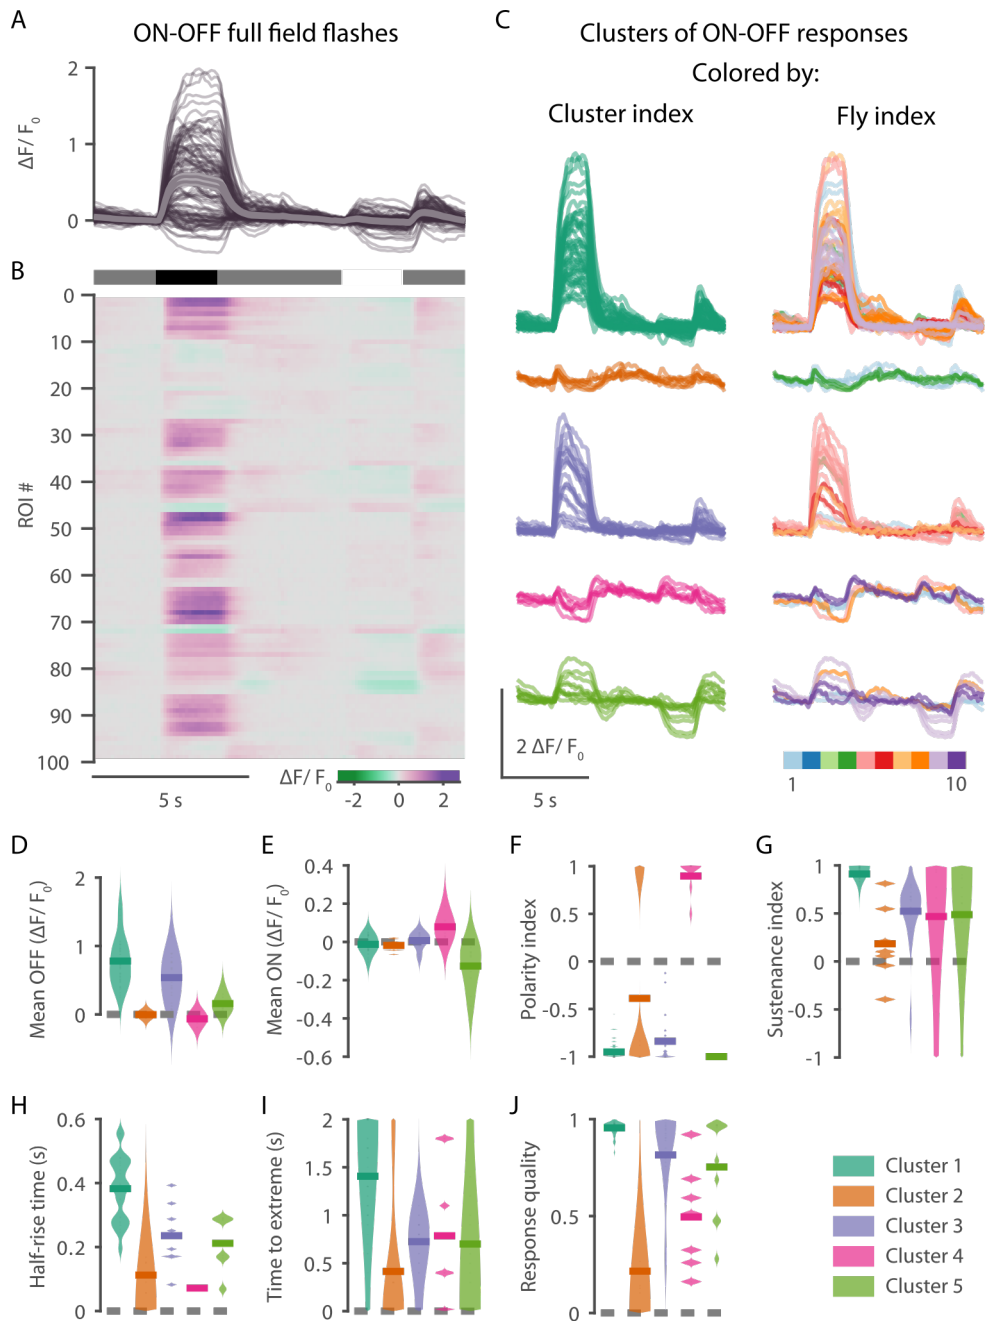 A
ON-OFF full field flashes
2
1
0
ΔF/ F0
B
0
10
20
30
40
50
60
70
80
90
100
ROI #
5 s
ΔF/ F0
-2
0
2
C
Clusters of ON-OFF responses
Colored by:
Cluster index
Fly index
2 ΔF/ F0
5 s
1
10
D
Mean OFF (ΔF/ F0)
2
1
0
E
Mean ON (ΔF/ F0)
0.4
0.2
0
-0.2
-0.4
-0.6
F
Polarity index
1
0.5
0
-0.5
-1
G
Sustenance index
1
0.5
0
-0.5
-1
H
Half-rise time (s)
0.6
0.4
0.2
0
I
Time to extreme (s)
2
1.5
1
0.5
0
J
Response quality
1
0.5
0
Cluster 1
Cluster 2
Cluster 3
Cluster 4
Cluster 5